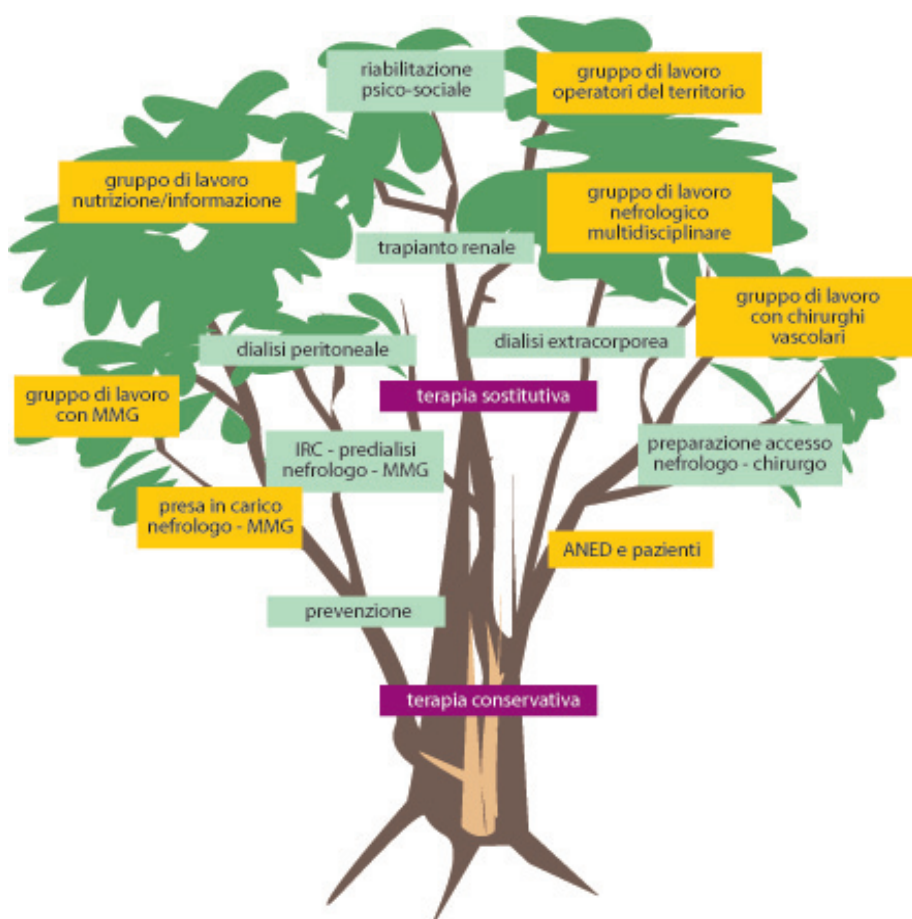 riabilitazione
psico-sociale
gruppo di lavoro
operatori del territorio
gruppo di lavoro
nutrizione/informazione
gruppo di lavoro
nefrologico
multidisciplinare
trapianto renale
gruppo di lavoro
con chirurghi
vascolari
dialisi peritoneale
dialisi extracorporea
gruppo di lavoro
con MMG
terapia sostitutiva
IRC - predialisi
nefrologo - MMG
preparazione accesso
nefrologo - chirurgo
presa in carico
nefrologo - MMG
ANED e pazienti
prevenzione
terapia conservativa